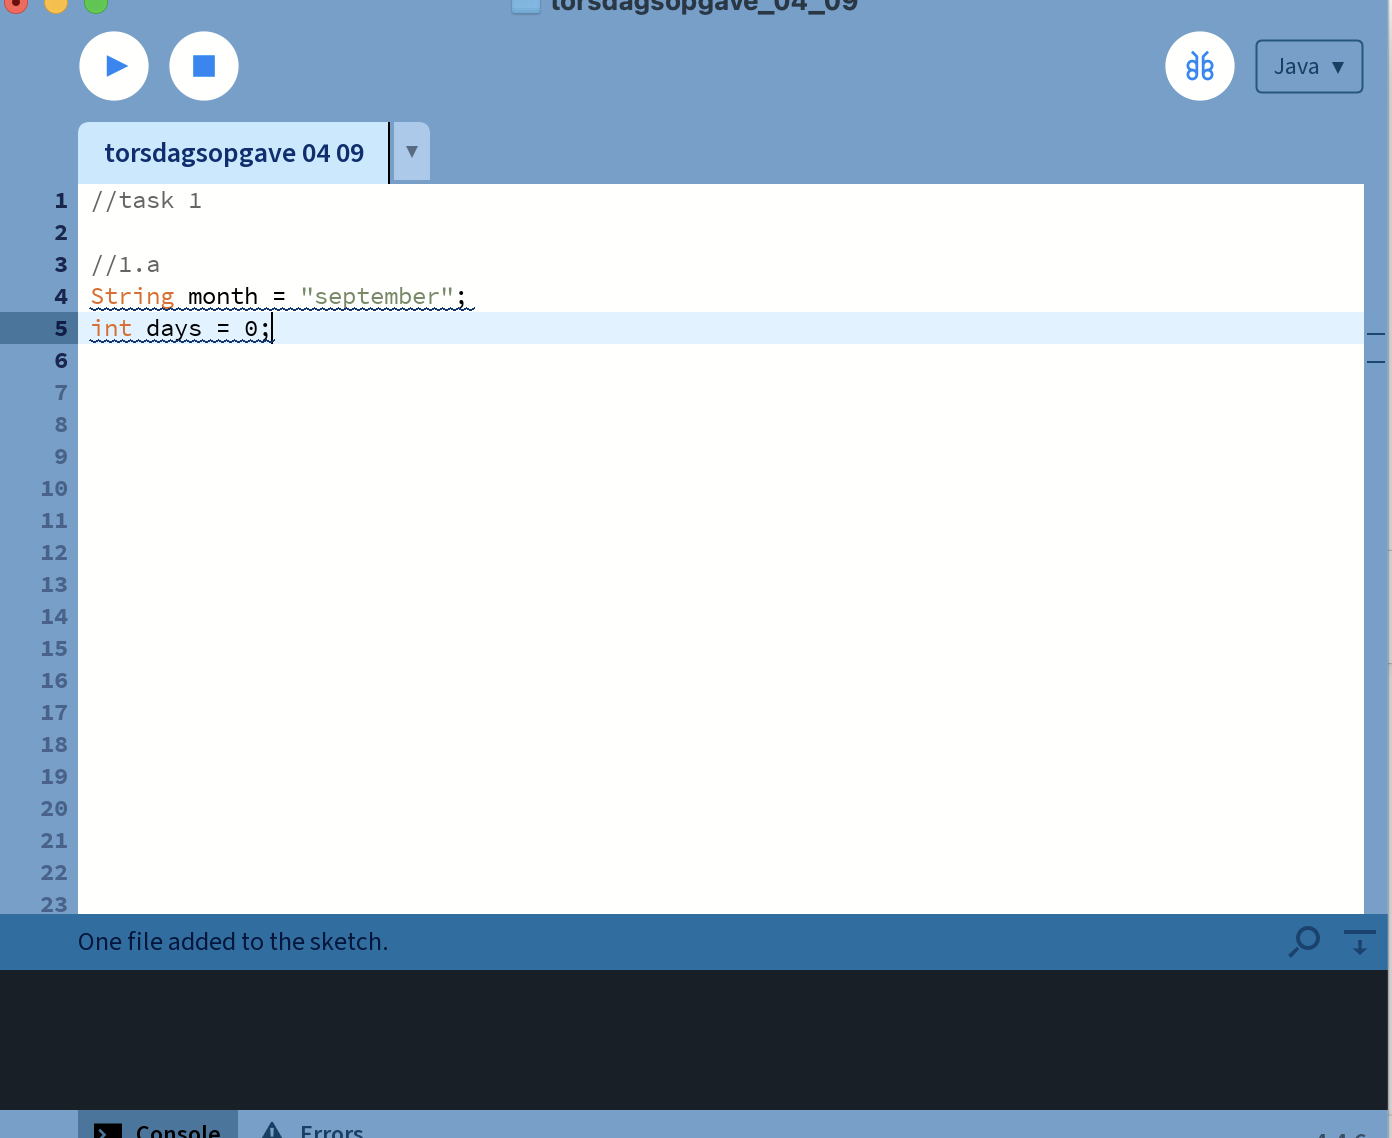 torsdagsopgave_04_09
Java ▼
torsdagsopgave 04 09 ▼
1 //task 1
2
3 //1.a
4 String month = "september";
5 int days = 0;
6
7
8
9
10
11
12
13
14
15
16
17
18
19
20
21
22
23
One file added to the sketch.
Console Errors